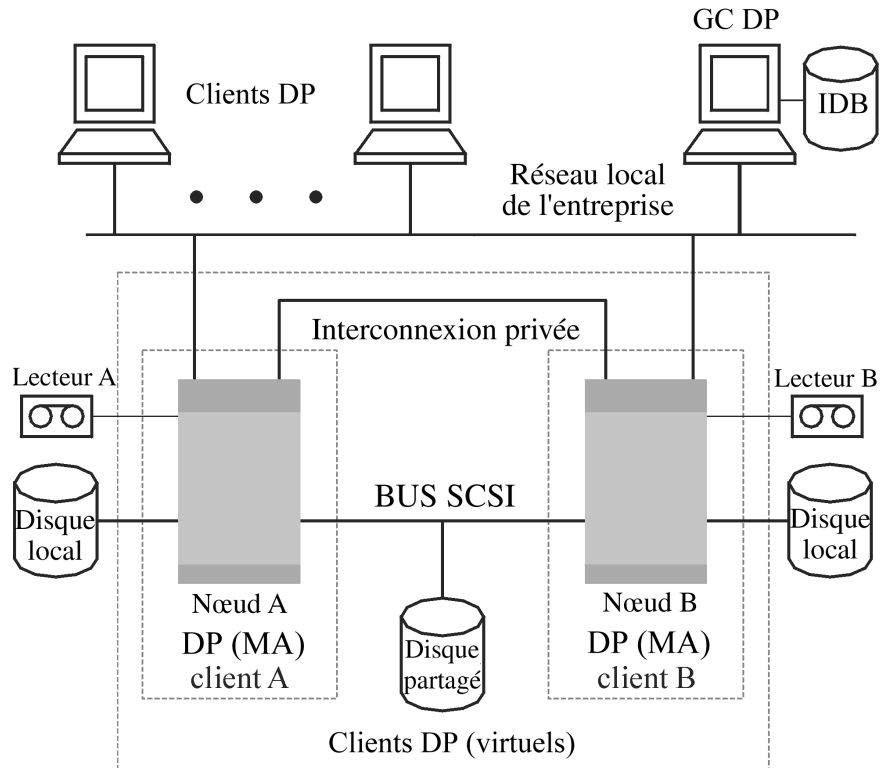 GC DP
Clients DP
IDB
Réseau local
de l'entreprise
Interconnexion privée
Lecteur A
Lecteur B
BUS SCSI
Disque
local
Disque
local
Nœud A
DP (MA)
client A
Nœud B
DP (MA)
client B
Disque
partagé
Clients DP (virtuels)